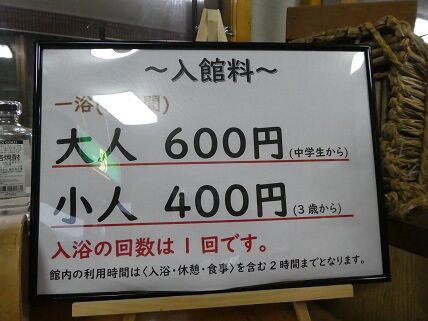 ～入館料～
一浴( 間)
大人 600円(中学生から)
小人 400円(3歳から)
入浴の回数は1回です。
館内の利用時間は〈入浴・休憩・食事〉を含む2時間までとなります。